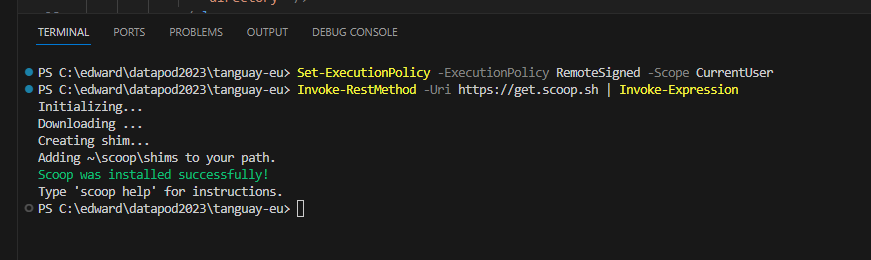 directory" />
TERMINAL PORTS PROBLEMS OUTPUT DEBUG CONSOLE
PS C:\edward\datapod2023\tanguay-eu> Set-ExecutionPolicy -ExecutionPolicy RemoteSigned -Scope CurrentUser
PS C:\edward\datapod2023\tanguay-eu> Invoke-RestMethod -Uri https://get.scoop.sh | Invoke-Expression
Initializing...
Downloading ...
Creating shim...
Adding ~\scoop\shims to your path.
Scoop was installed successfully!
Type 'scoop help' for instructions.
PS C:\edward\datapod2023\tanguay-eu>